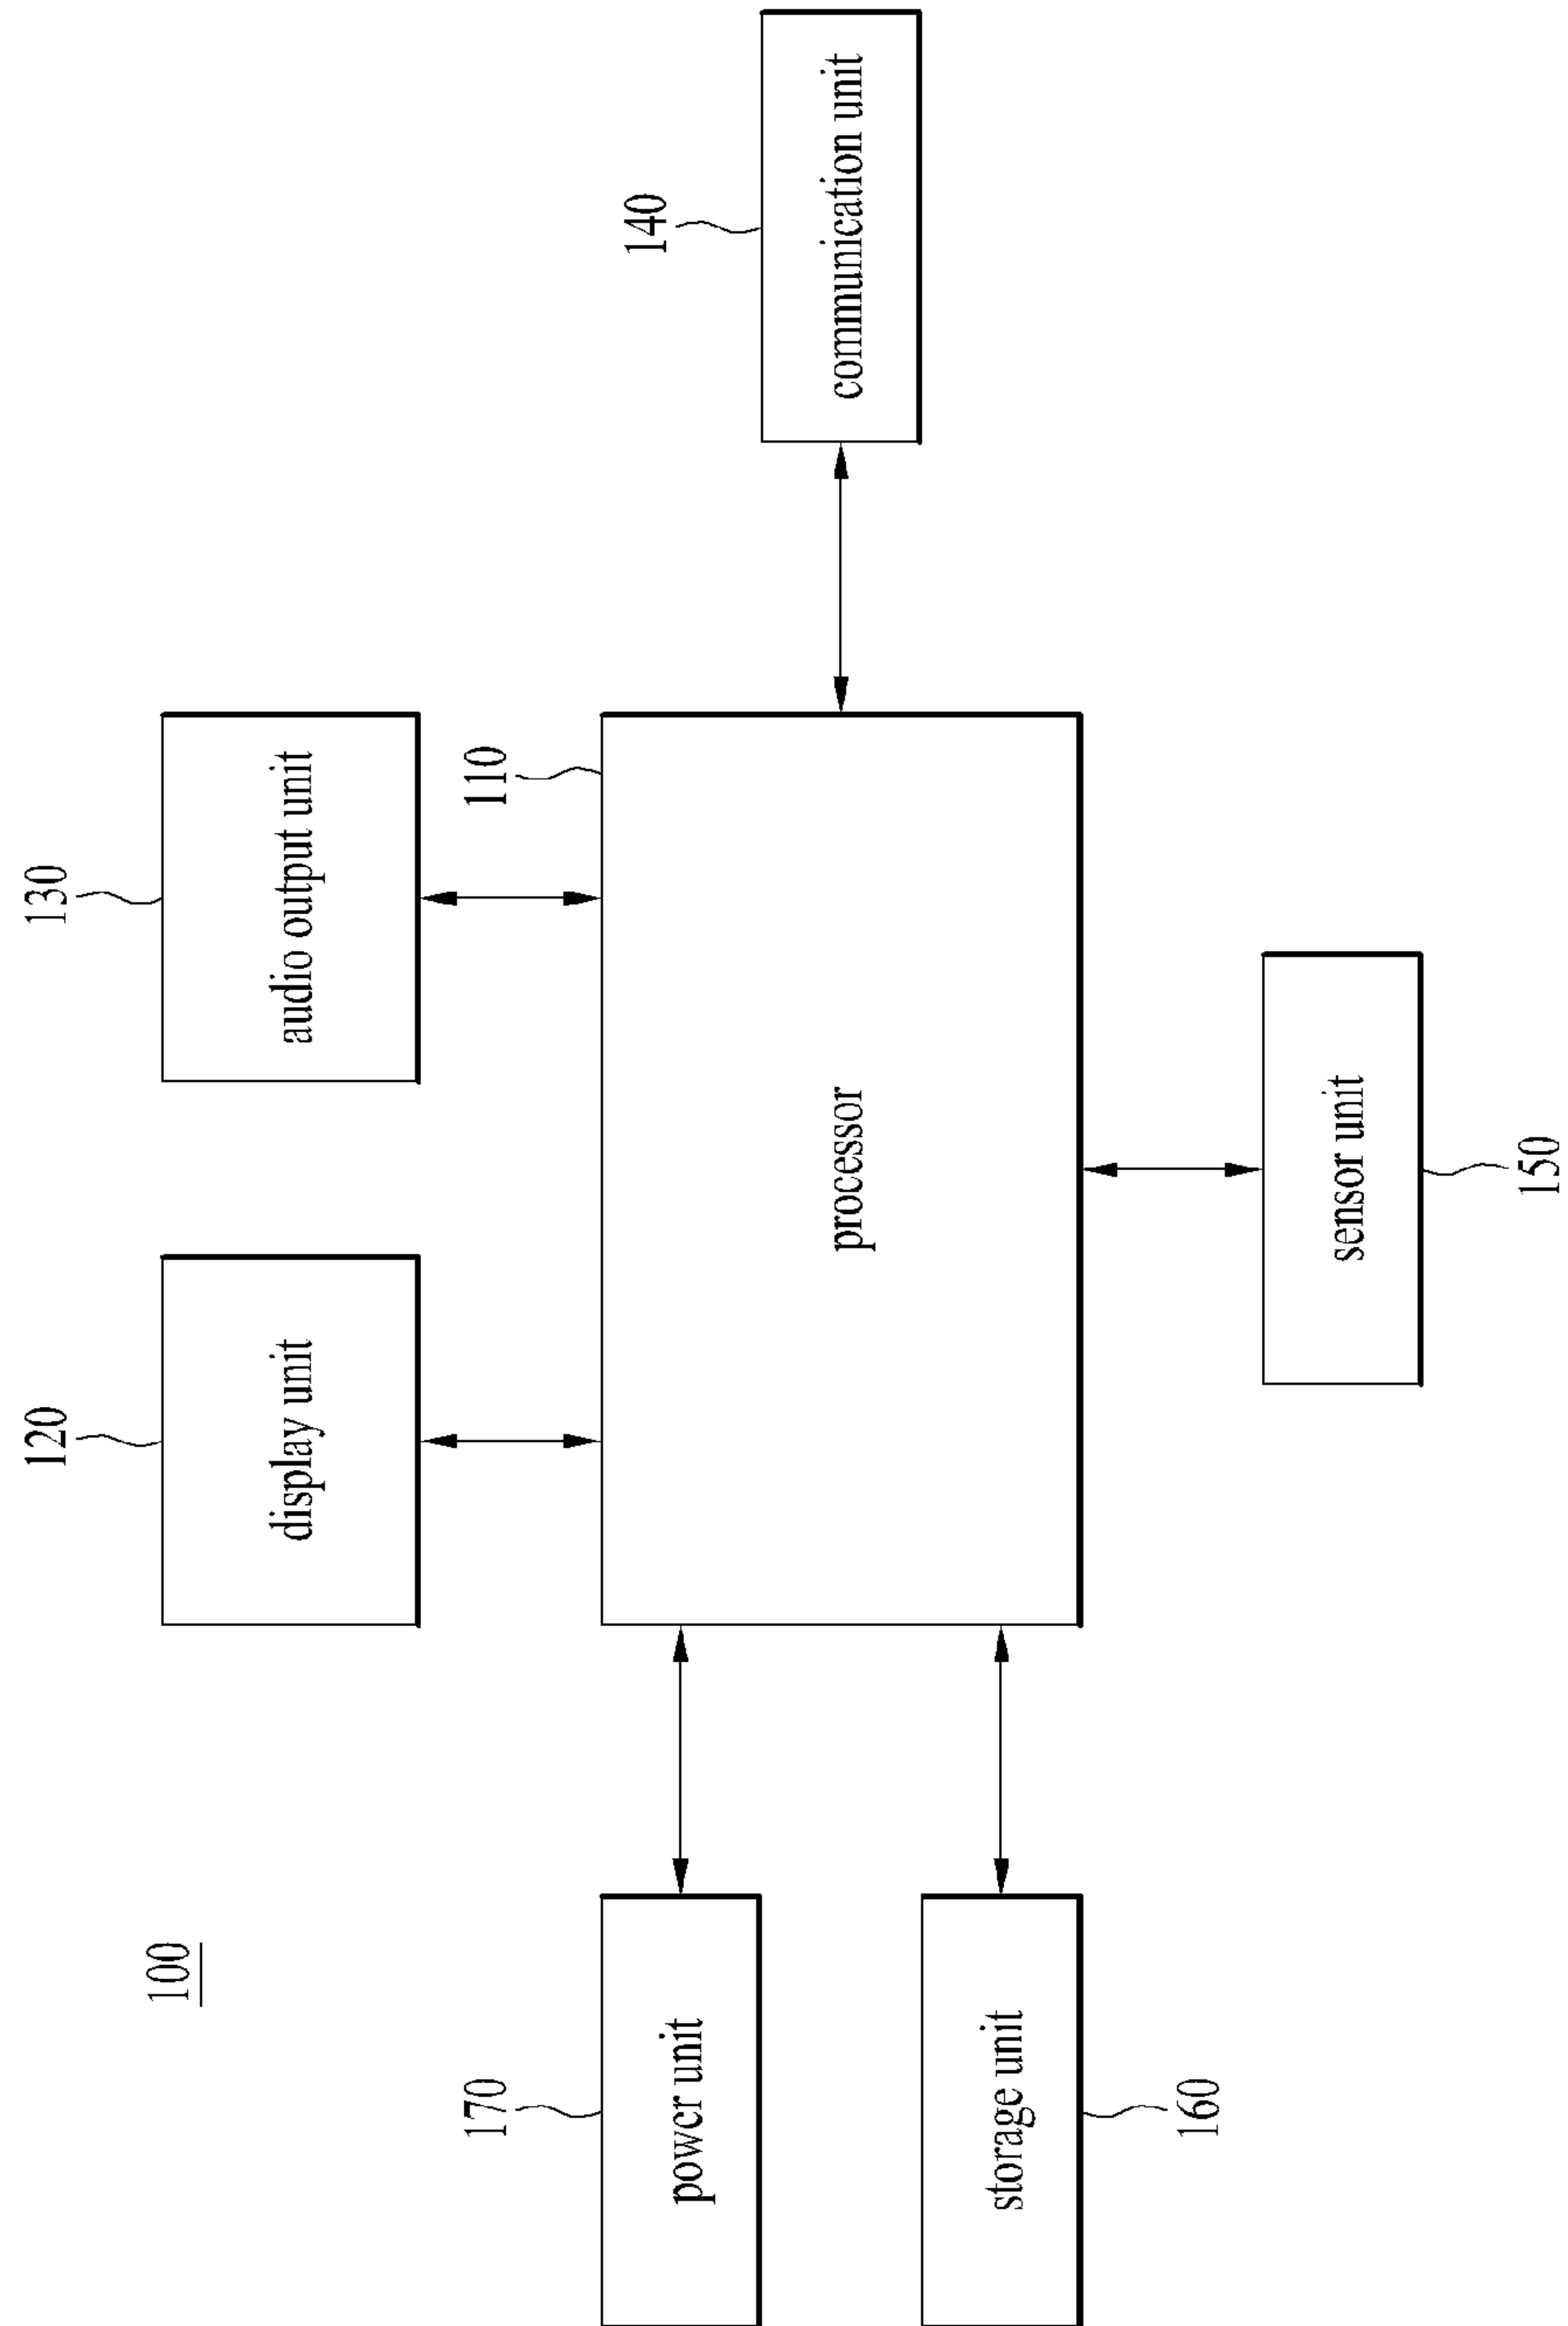 120
130
100
display unit
audio output unit
170
110
140
power unit
processor
communication unit
storage unit
160
sensor unit
150